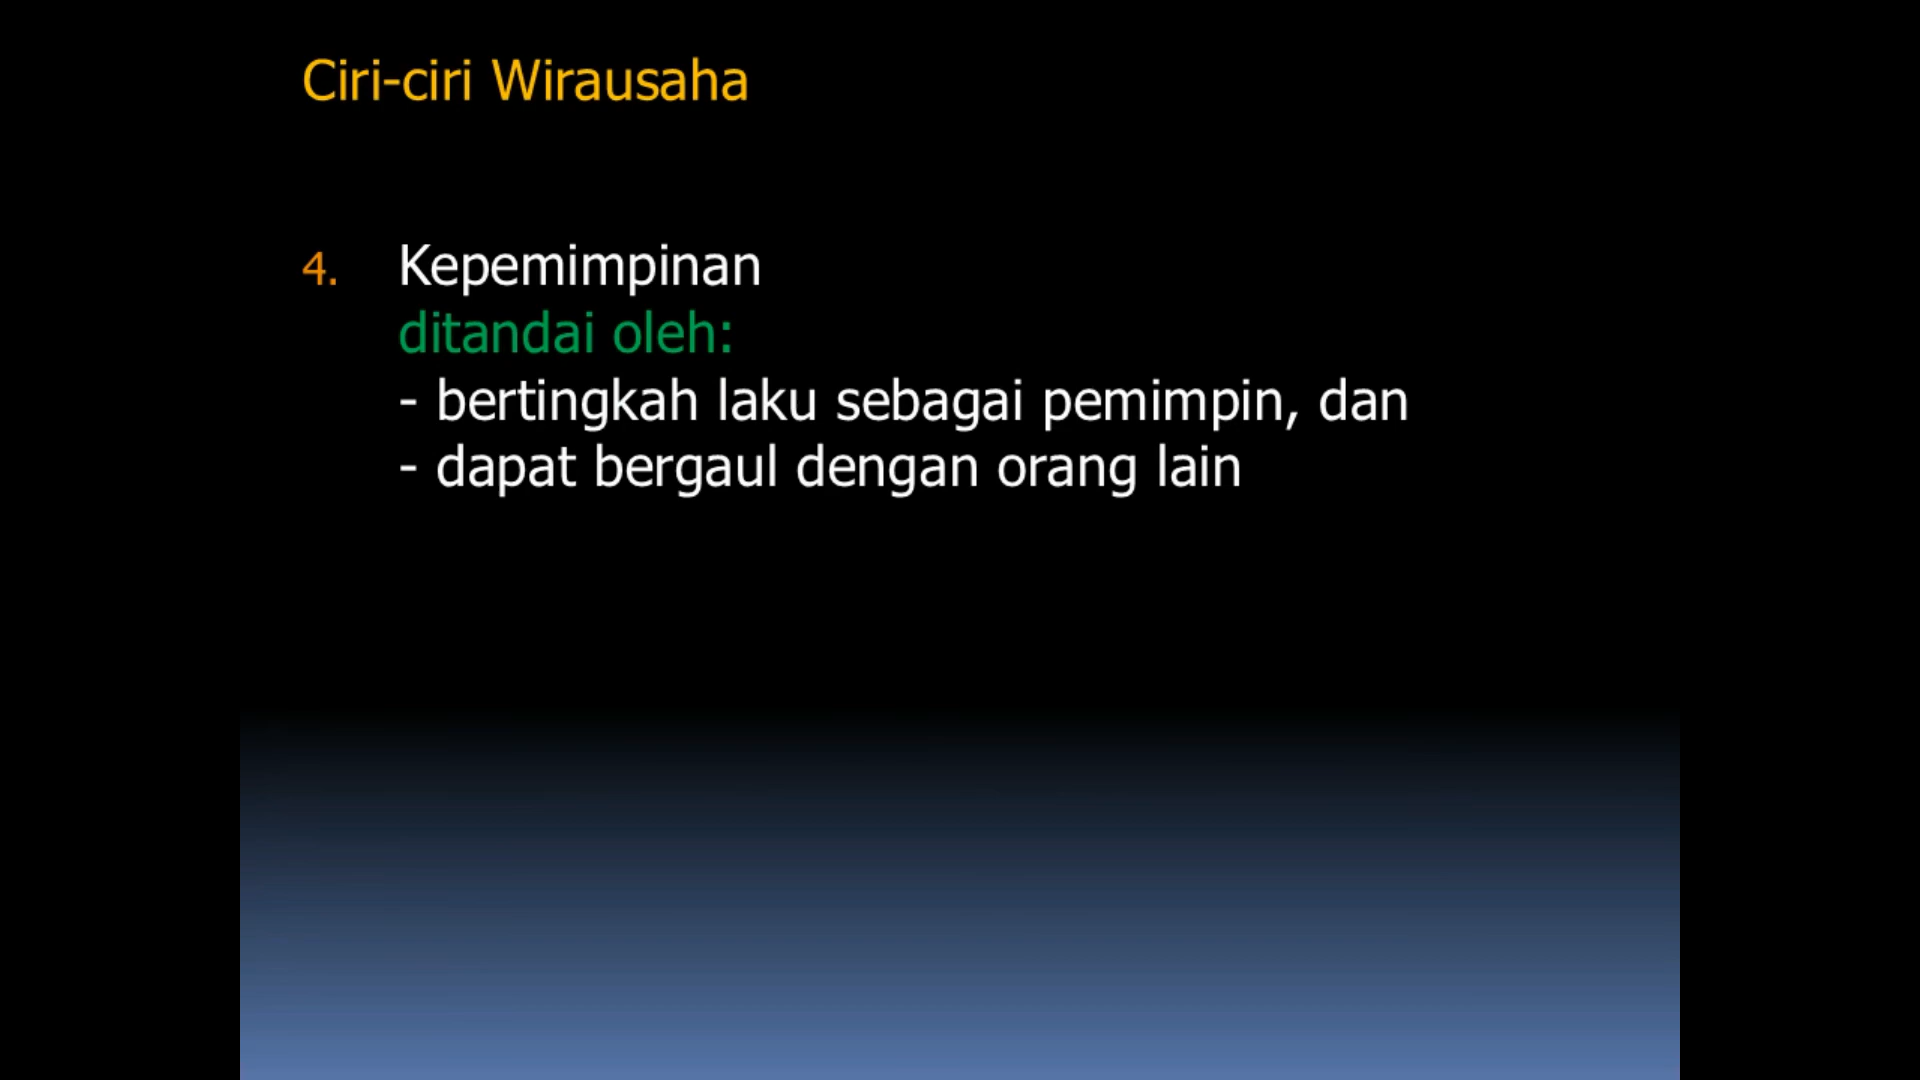 Ciri-ciri Wirausaha
4. Kepemimpinan
ditandai oleh:
- bertingkah laku sebagai pemimpin, dan
- dapat bergaul dengan orang lain